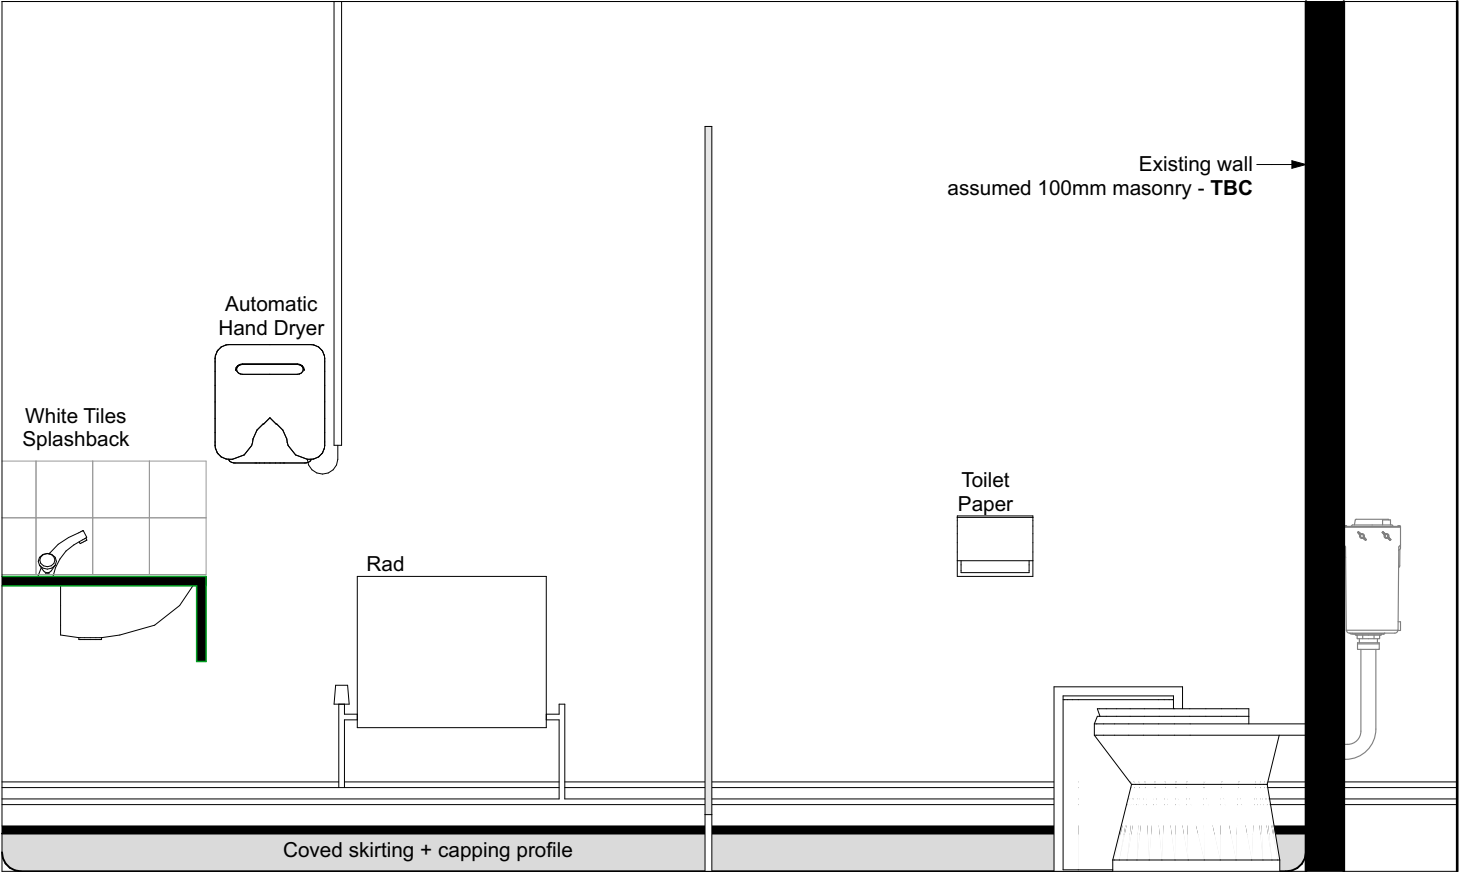 Existing wall
assumed 100mm masonry - TBC
Automatic
Hand Dryer
White Tiles
Splashback
Toilet
Paper
Rad
Coved skirting + capping profile